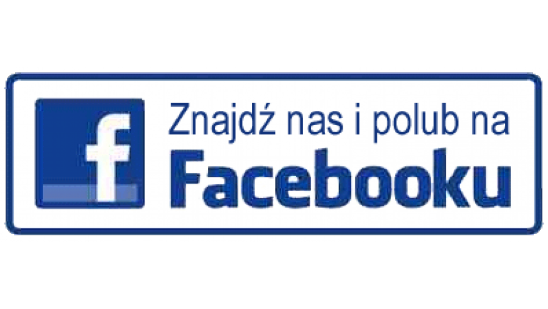 f
Znajdź nas i polub na
Facebooku